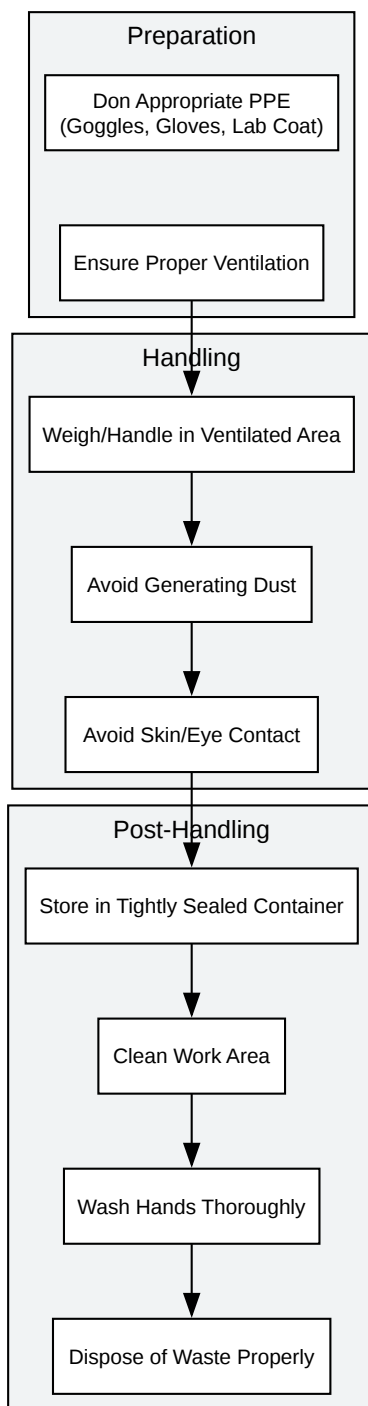 Preparation
Don Appropriate PPE
(Goggles, Gloves, Lab Coat)
Ensure Proper Ventilation
Handling
Weigh/Handle in Ventilated Area
Avoid Generating Dust
Avoid Skin/Eye Contact
Post-Handling
Store in Tightly Sealed Container
Clean Work Area
Wash Hands Thoroughly
Dispose of Waste Properly